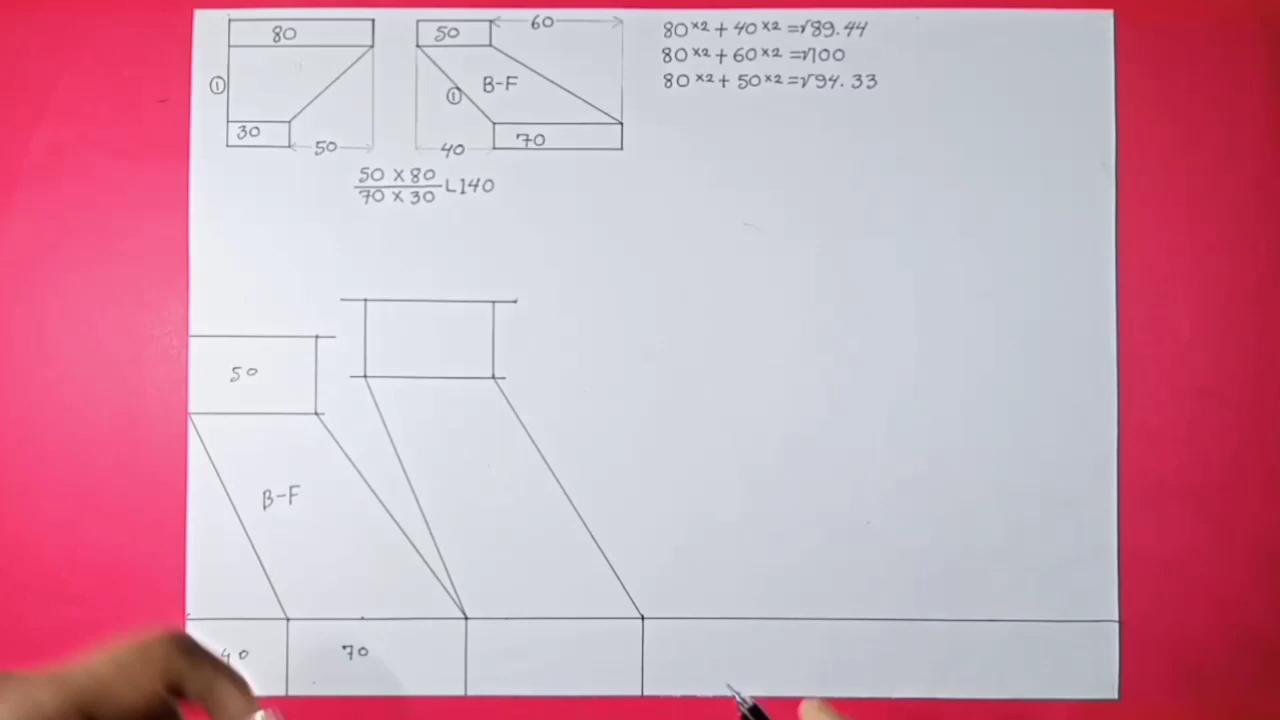 80
50
60
①
①
B-F
30
50
40
70
80×2 + 40×2 =√89.44
80×2 + 60×2 =√100
80×2 + 50×2 =√94.33
50 × 80
70 × 30
L140
50
B-F
40
70